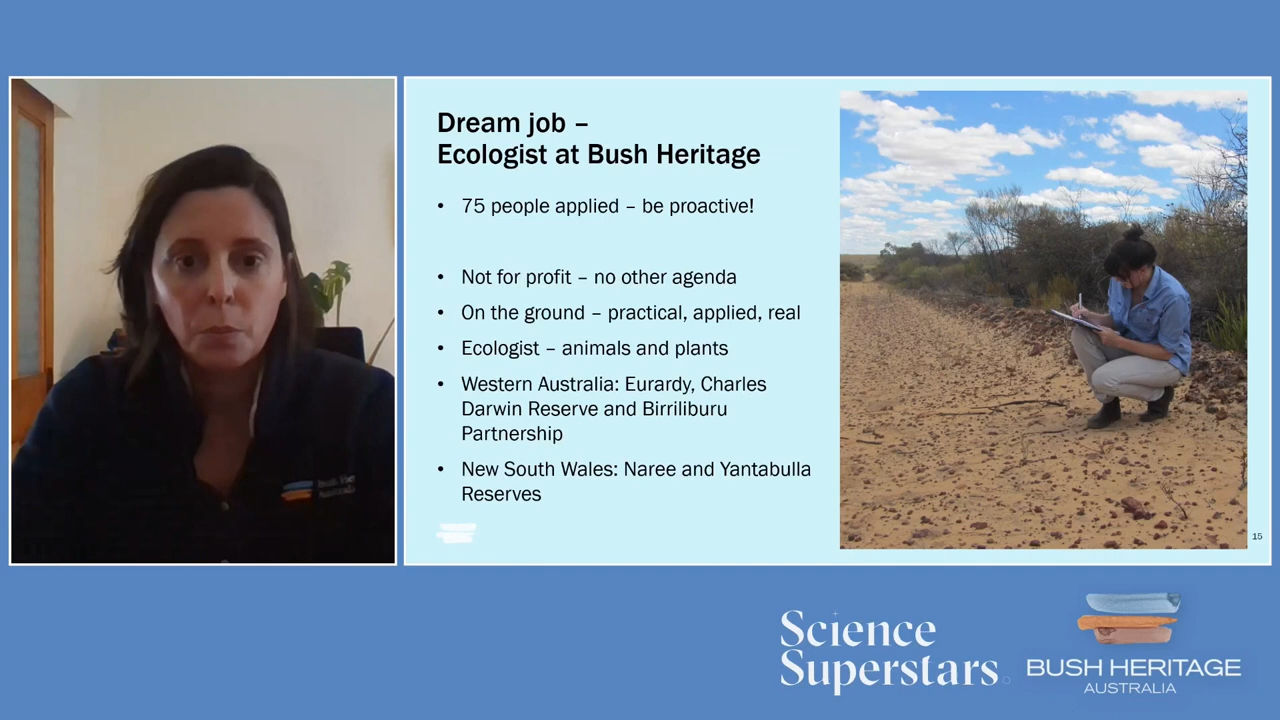 Dream job –
Ecologist at Bush Heritage
• 75 people applied – be proactive!
• Not for profit – no other agenda
• On the ground – practical, applied, real
• Ecologist – animals and plants
• Western Australia: Eurardy, Charles
Darwin Reserve and Birriliburu
Partnership
• New South Wales: Naree and Yantabulla
Reserves
15
Science
Superstars
BUSH HERITAGE
AUSTRALIA